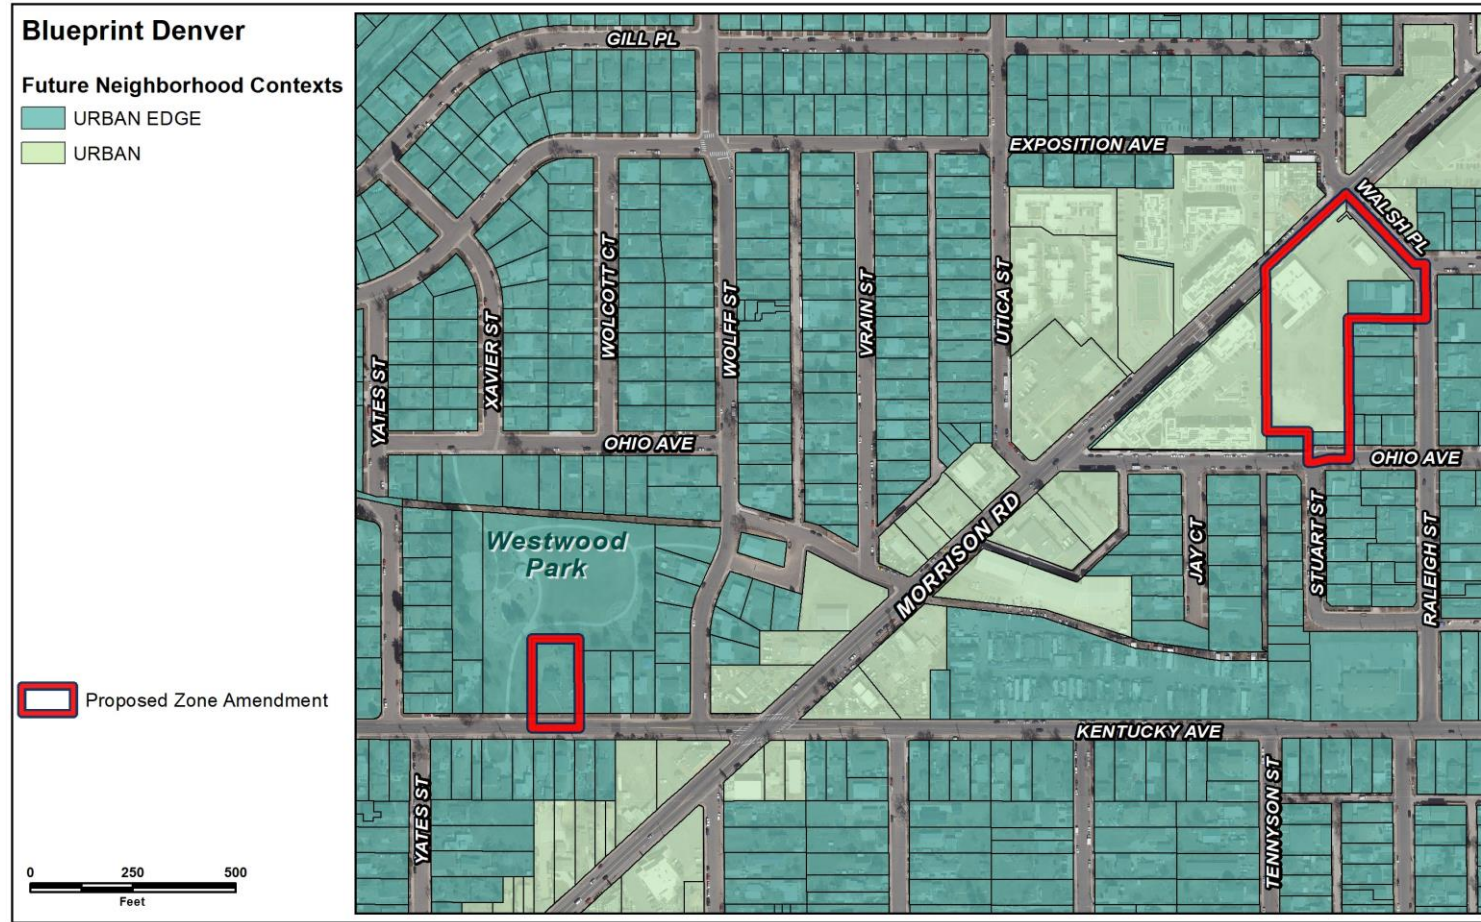 Blueprint Denver
Future Neighborhood Contexts
URBAN EDGE
URBAN
Proposed Zone Amendment
0 250 500
Feet
GILL PL
EXPOSITION AVE
WALSH PL
WOLCOTT CT
WOLFF ST
VRAIN ST
UTICA ST
XAVIER ST
YATES ST
OHIO AVE
OHIO AVE
Westwood
Park
MORRISON RD
JAY CT
STUART ST
RALEIGH ST
KENTUCKY AVE
YATES ST
TENNYSON ST